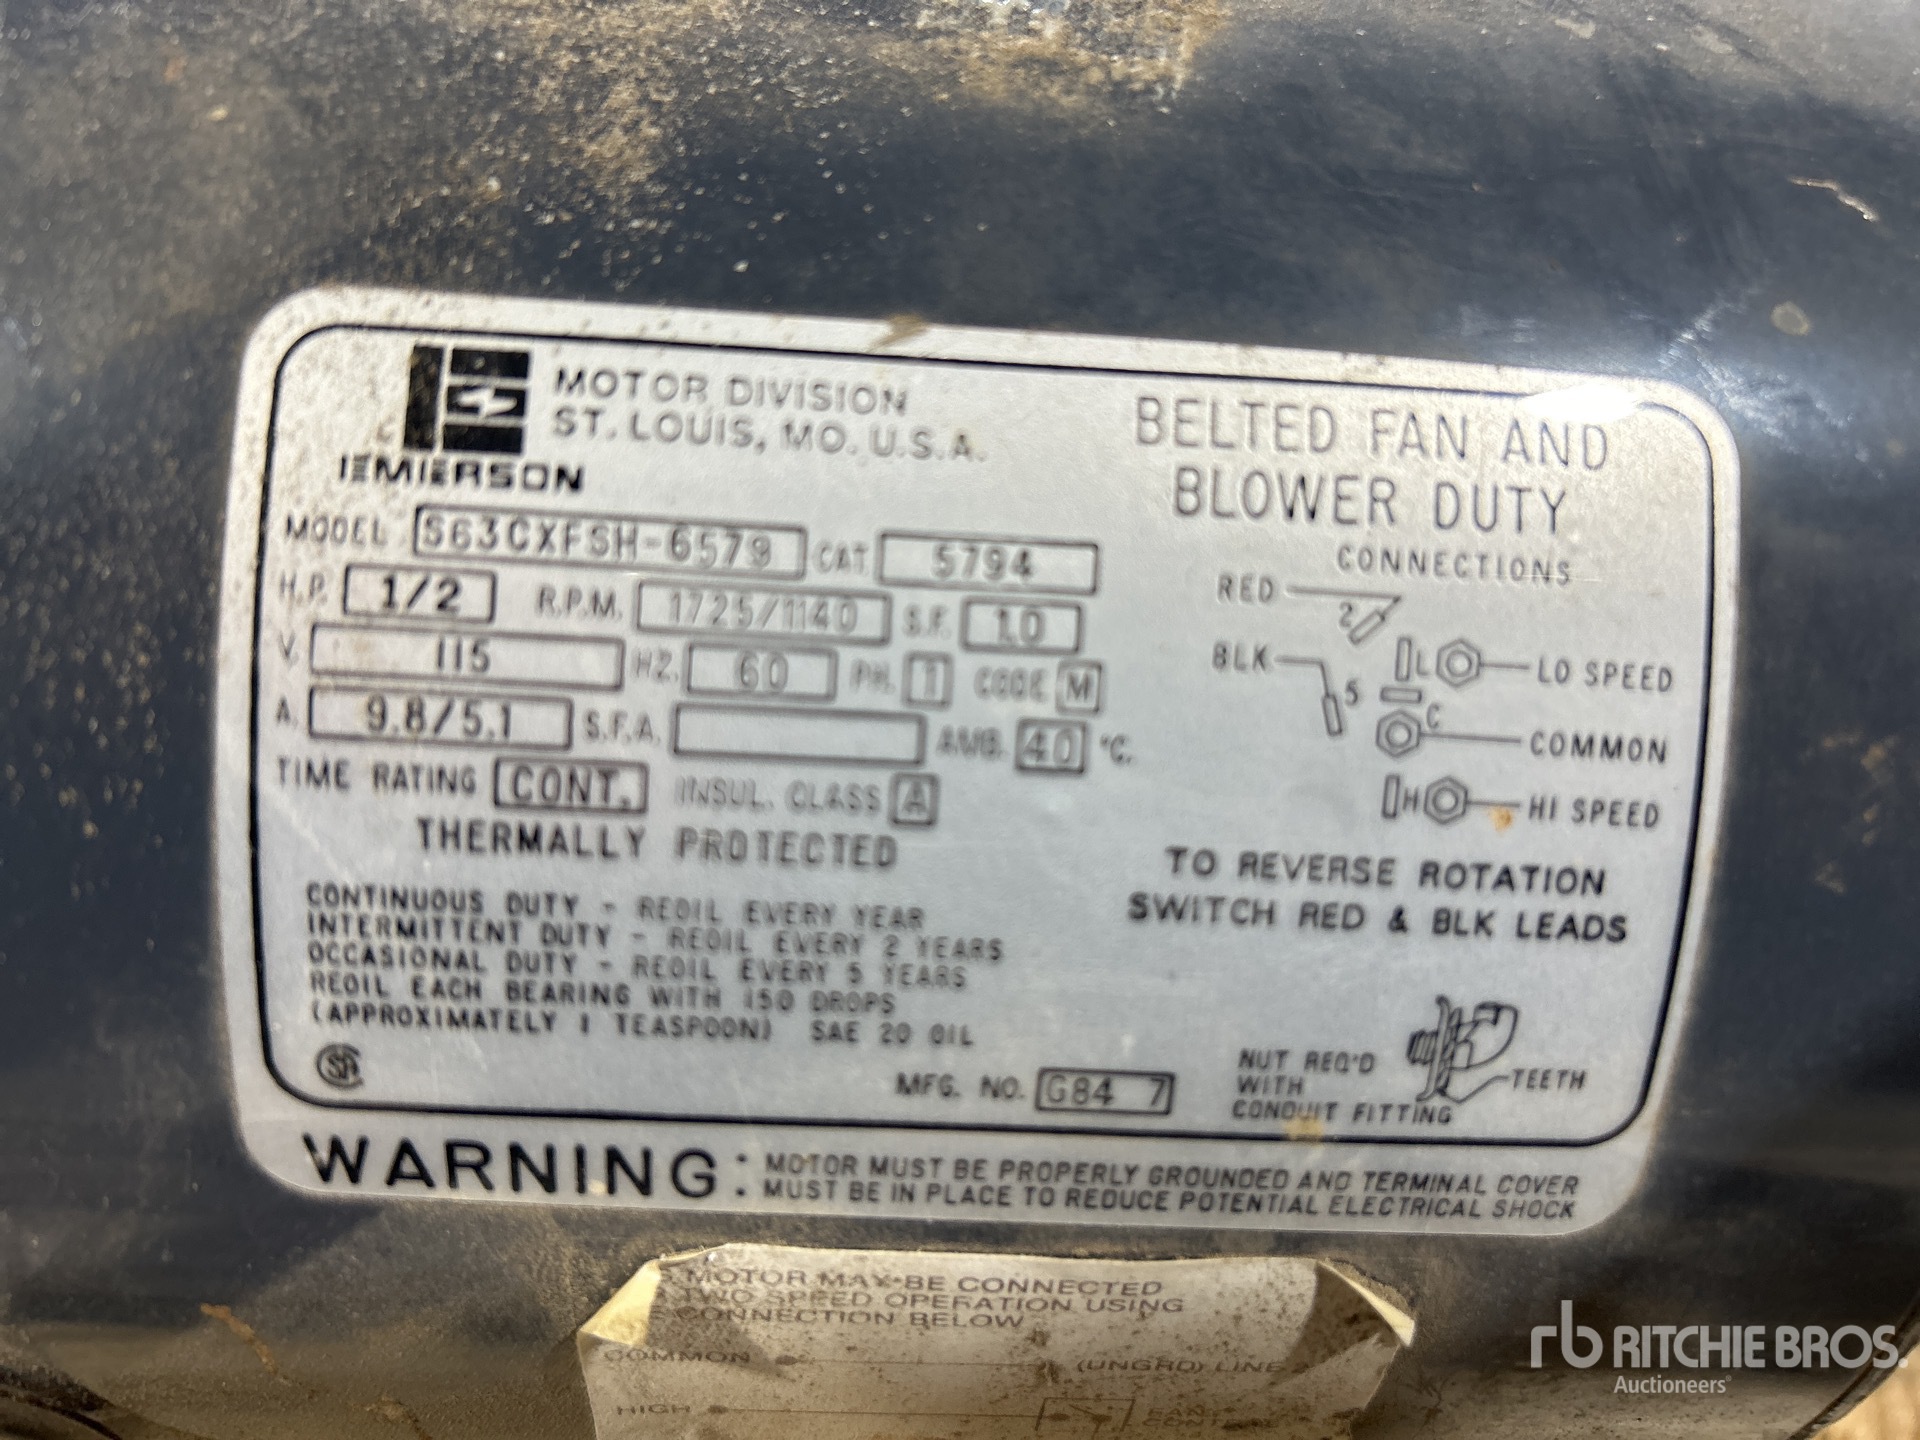 MOTOR DIVISION
ST. LOUIS, MO. U.S.A.
EMERSON
BELTED FAN AND
BLOWER DUTY
MODEL S63CXFSH-6579 CAT. 5794
H.P. 1/2 R.P.M. 1725/1140 S.F. 1.0
V. 115 HZ. 60 PH. 1 CODE M
A. 9.8/5.1 S.F.A. AMB. 40 °C.
TIME RATING CONT. INSUL. CLASS A
THERMALLY PROTECTED
CONTINUOUS DUTY - REOIL EVERY YEAR
INTERMITTENT DUTY - REOIL EVERY 2 YEARS
OCCASIONAL DUTY - REOIL EVERY 5 YEARS
REOIL EACH BEARING WITH 150 DROPS
(APPROXIMATELY 1 TEASPOON) SAE 20 OIL
SA
MFG. NO. G84 7
CONNECTIONS
RED
2
BLK
5
L LO SPEED
C COMMON
H HI SPEED
TO REVERSE ROTATION
SWITCH RED & BLK LEADS
NUT REQ'D
WITH
CONDUIT FITTING
TEETH
WARNING: MOTOR MUST BE PROPERLY GROUNDED AND TERMINAL COVER
MUST BE IN PLACE TO REDUCE POTENTIAL ELECTRICAL SHOCK
MOTOR MAY BE CONNECTED
TWO SPEED OPERATION USING
CONNECTION BELOW
COMMON (UNGRD) LINE
HIGH FAN
rb RITCHIE BROS.
Auctioneers